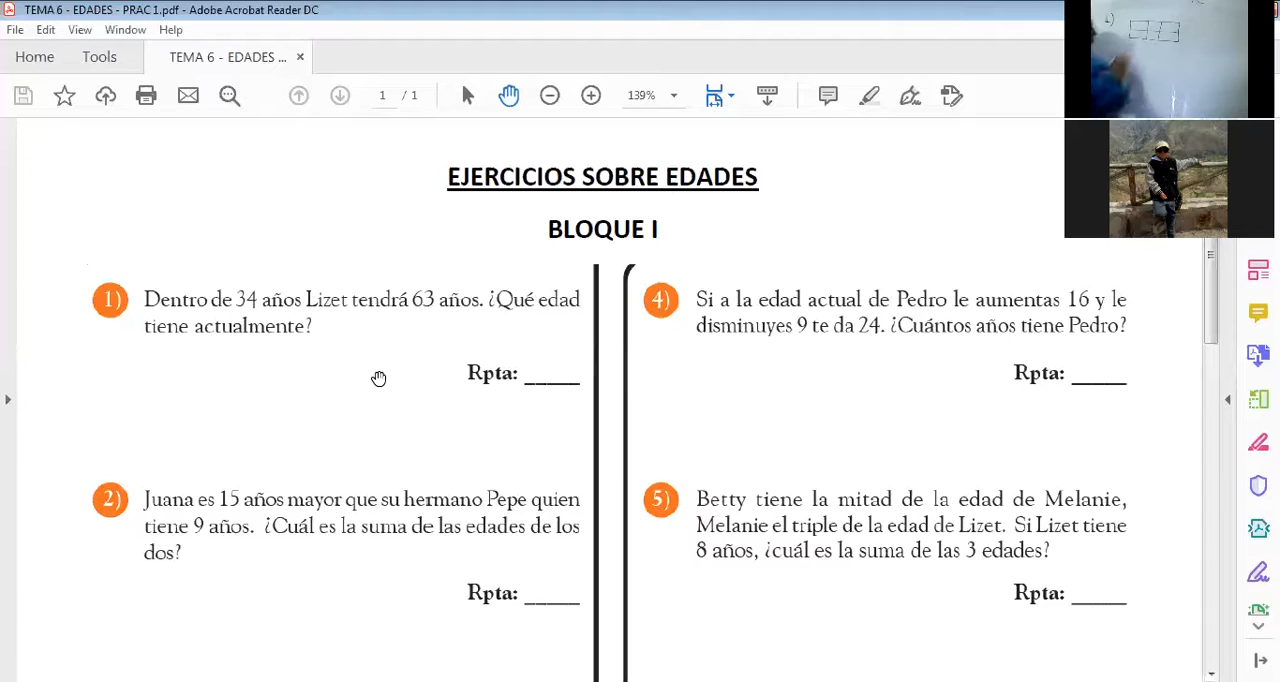 TEMA 6 - EDADES - PRAC 1.pdf - Adobe Acrobat Reader DC
File Edit View Window Help
Home Tools TEMA 6 - EDADES ... ×
1 / 1 139%
EJERCICIOS SOBRE EDADES
BLOQUE I
1) Dentro de 34 años Lizet tendrá 63 años. ¿Qué edad
tiene actualmente?
Rpta: _____
2) Juana es 15 años mayor que su hermano Pepe quien
tiene 9 años. ¿Cuál es la suma de las edades de los
dos?
Rpta: _____
4) Si a la edad actual de Pedro le aumentas 16 y le
disminuyes 9 te da 24. ¿Cuántos años tiene Pedro?
Rpta: _____
5) Betty tiene la mitad de la edad de Melanie,
Melanie el triple de la edad de Lizet. Si Lizet tiene
8 años, ¿cuál es la suma de las 3 edades?
Rpta: _____